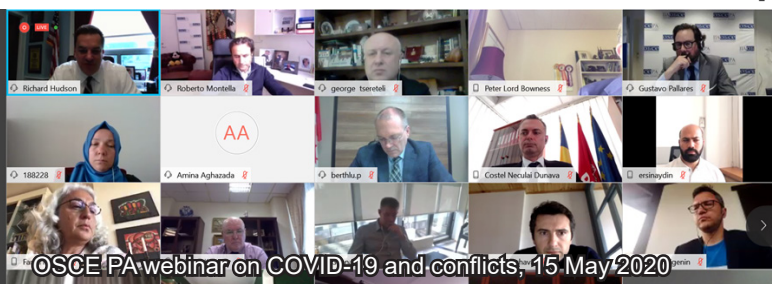 LIVE
Richard Hudson
Roberto Montella
george tsereteli
Peter Lord Bowness
Gustavo Pallares
188228
AA
Amina Aghazada
berthlu.p
Costel Neculai Dunava
ersinaydin
OSCE PA webinar on COVID-19 and conflicts, 15 May 2020